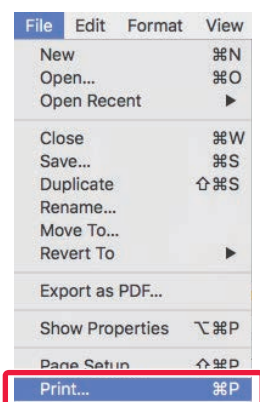 File Edit Format View
New ⌘N
Open... ⌘O
Open Recent ▶
Close ⌘W
Save... ⌘S
Duplicate ⇧⌘S
Rename...
Move To...
Revert To ▶
Export as PDF...
Show Properties ⌥⌘P
Page Setup ⇧⌘P
Print... ⌘P